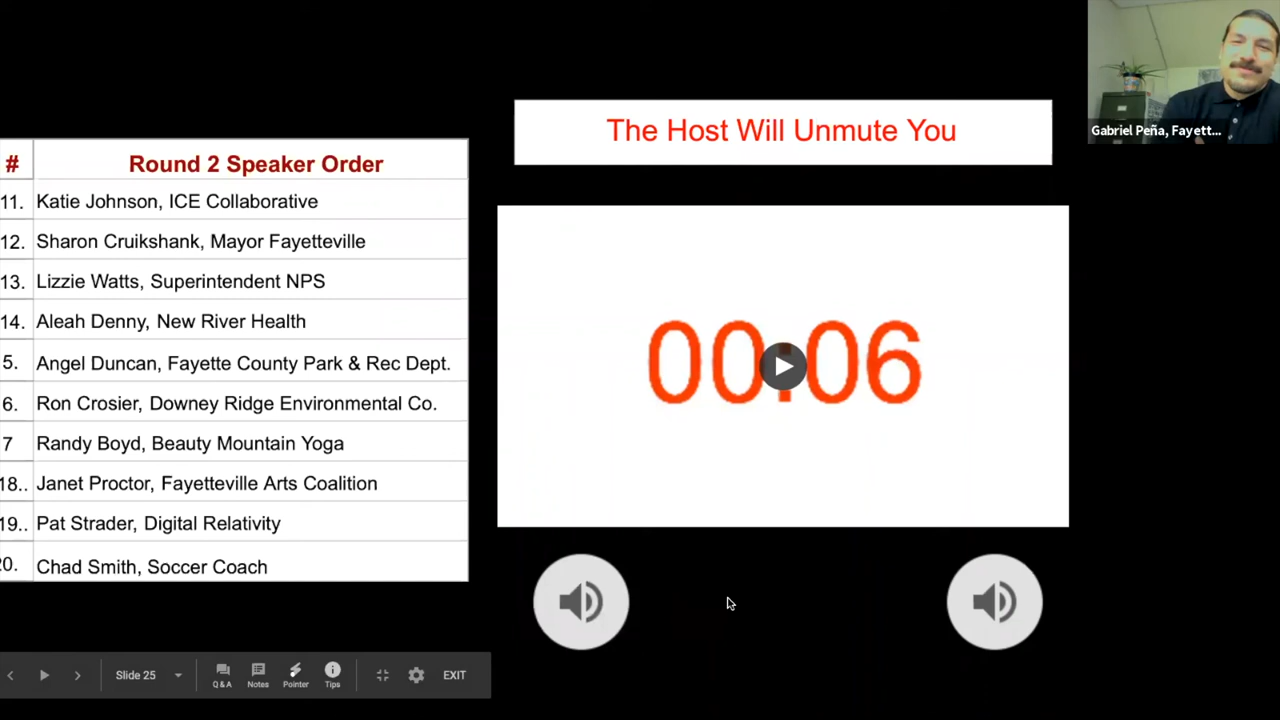 Gabriel Peña, Fayett...
The Host Will Unmute You
# Round 2 Speaker Order
11. Katie Johnson, ICE Collaborative
12. Sharon Cruikshank, Mayor Fayetteville
13. Lizzie Watts, Superintendent NPS
14. Aleah Denny, New River Health
5. Angel Duncan, Fayette County Park & Rec Dept.
6. Ron Crosier, Downey Ridge Environmental Co.
7 Randy Boyd, Beauty Mountain Yoga
18.. Janet Proctor, Fayetteville Arts Coalition
19.. Pat Strader, Digital Relativity
20. Chad Smith, Soccer Coach
00:06
Slide 25
Q & A Notes Pointer Tips
EXIT